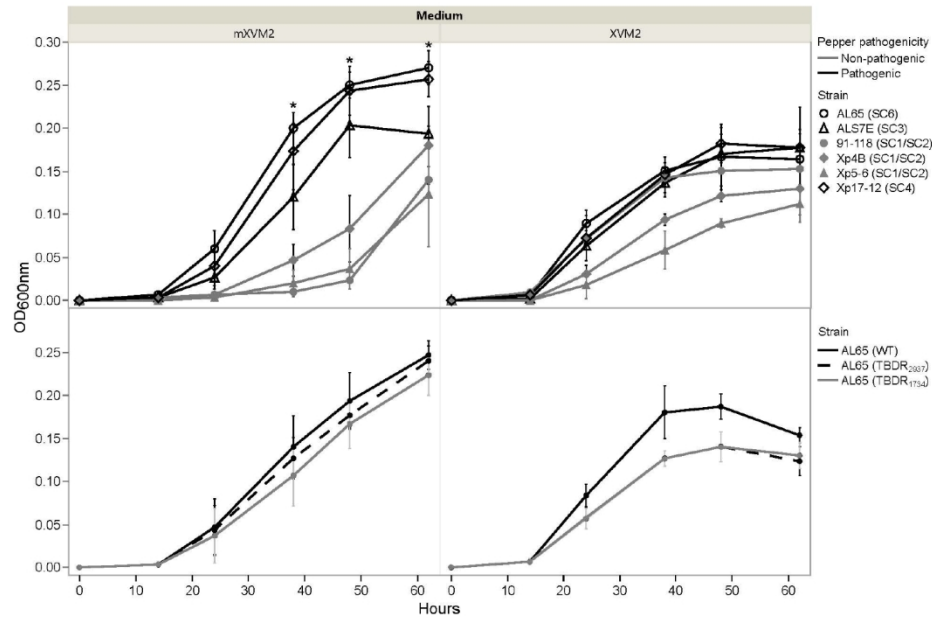 Medium
mXVM2
XVM2
0.30
0.25
0.20
0.15
0.10
0.05
0.00
* * *
Pepper pathogenicity
Non-pathogenic
Pathogenic
Strain
AL65 (SC6)
ALS7E (SC3)
91-118 (SC1/SC2)
Xp4B (SC1/SC2)
Xp5-6 (SC1/SC2)
Xp17-12 (SC4)
OD600nm
0.25
0.20
0.15
0.10
0.05
0.00
Strain
AL65 (WT)
AL65 (TBDR2937)
AL65 (TBDR1734)
0 10 20 30 40 50 60
0 10 20 30 40 50 60
Hours